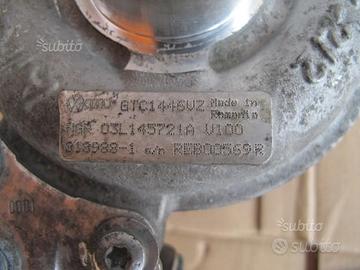 subito
GTC1446VZ Made in
Romania
03L145721A V100
813988-1 s/n REB00569R
subito